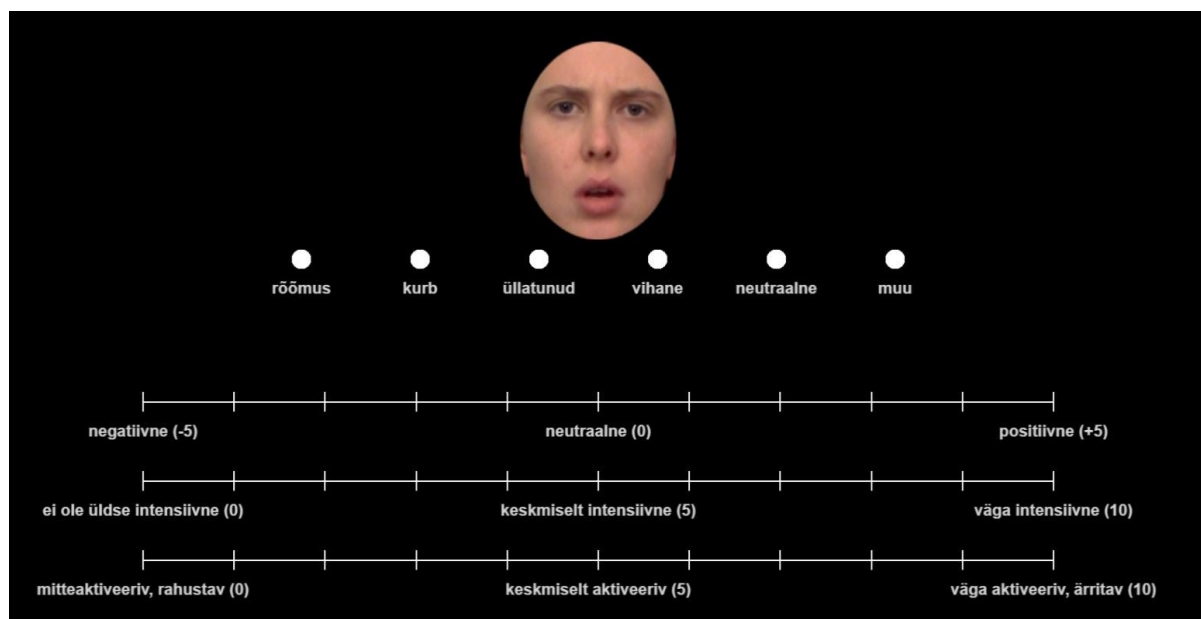 rõõmus kurb üllatunud vihane neutraalne muu
negatiivne (-5) neutraalne (0) positiivne (+5)
ei ole üldse intensiivne (0) keskmiselt intensiivne (5) väga intensiivne (10)
mitteaktiveeriv, rahustav (0) keskmiselt aktiveeriv (5) väga aktiveeriv, ärritav (10)